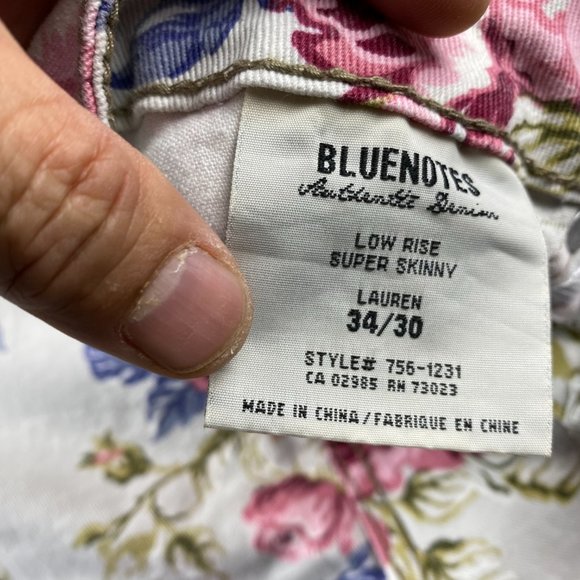 BLUENOTES
Authentic Denim
LOW RISE
SUPER SKINNY
LAUREN
34/30
STYLE# 756-1231
CA 02985 RN 73023
MADE IN CHINA/FABRIQUE EN CHINE